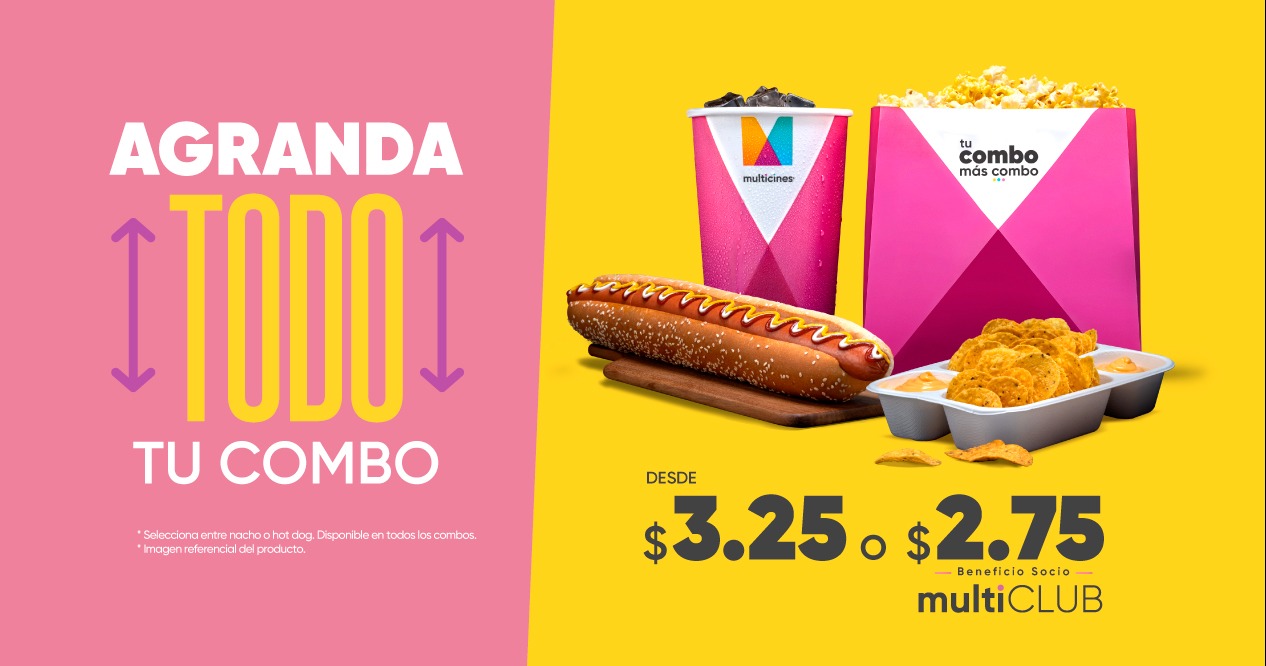 AGRANDA
TODO
TU COMBO
* Selecciona entre nacho o hot dog. Disponible en todos los combos.
* Imagen referencial del producto.
multicines
tu
combo
más combo
DESDE
$3.25 o $2.75
Beneficio Socio
multiCLUB